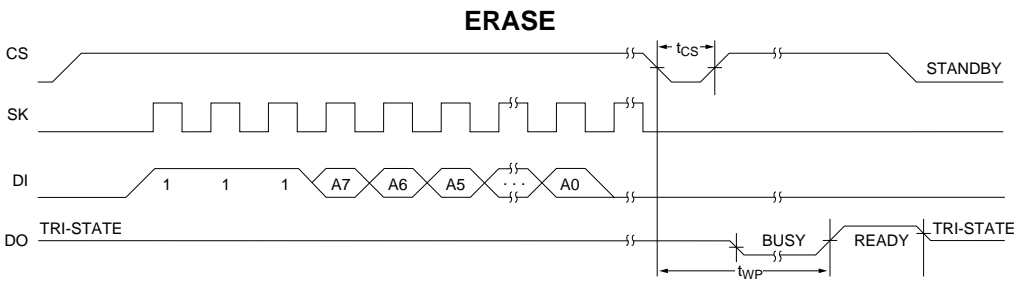 ERASE
CS
tCS
STANDBY
SK
DI
1 1 1 A7 A6 A5 · · · A0
DO
TRI-STATE
BUSY
READY
TRI-STATE
tWP